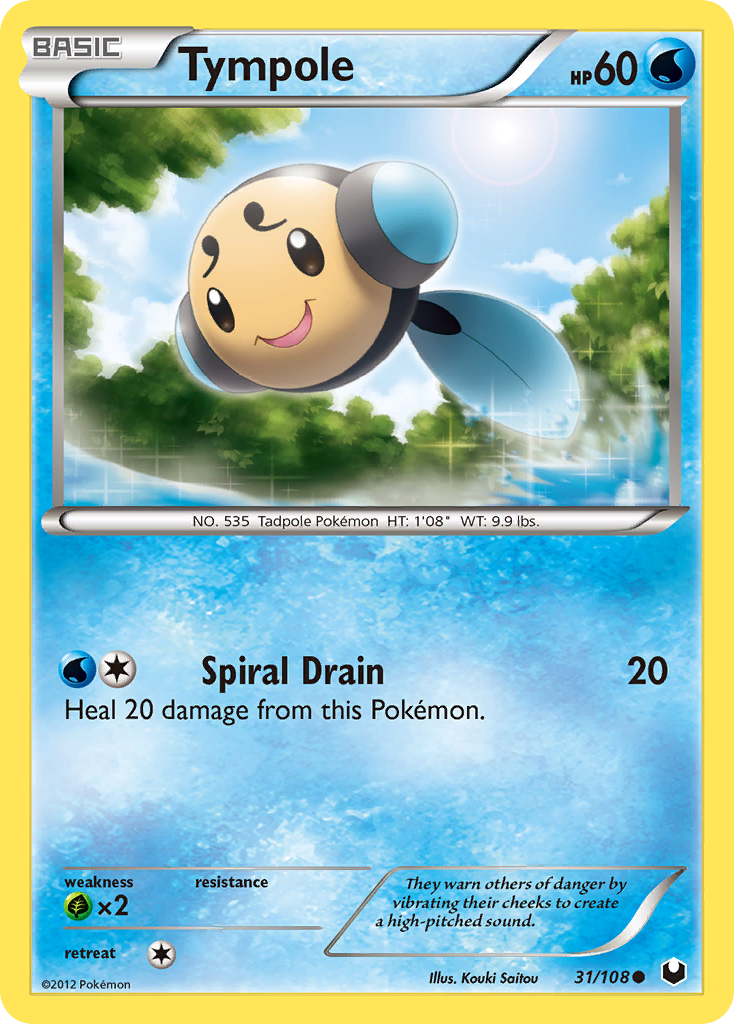 BASIC
Tympole
HP60
NO. 535 Tadpole Pokémon HT: 1'08" WT: 9.9 lbs.
Spiral Drain 20
Heal 20 damage from this Pokémon.
weakness
resistance
×2
They warn others of danger by
vibrating their cheeks to create
a high-pitched sound.
retreat
©2012 Pokémon
Illus. Kouki Saitou
31/108